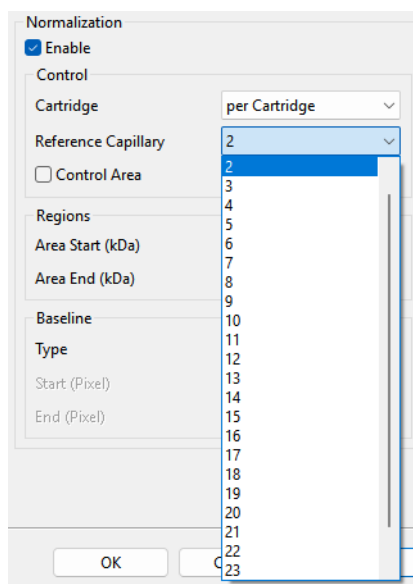 Normalization
Enable
Control
Cartridge per Cartridge
Reference Capillary 2
Control Area
2
3
4
5
6
7
8
9
10
11
12
13
14
15
16
17
18
19
20
21
22
23
Regions
Area Start (kDa)
Area End (kDa)
Baseline
Type
Start (Pixel)
End (Pixel)
OK